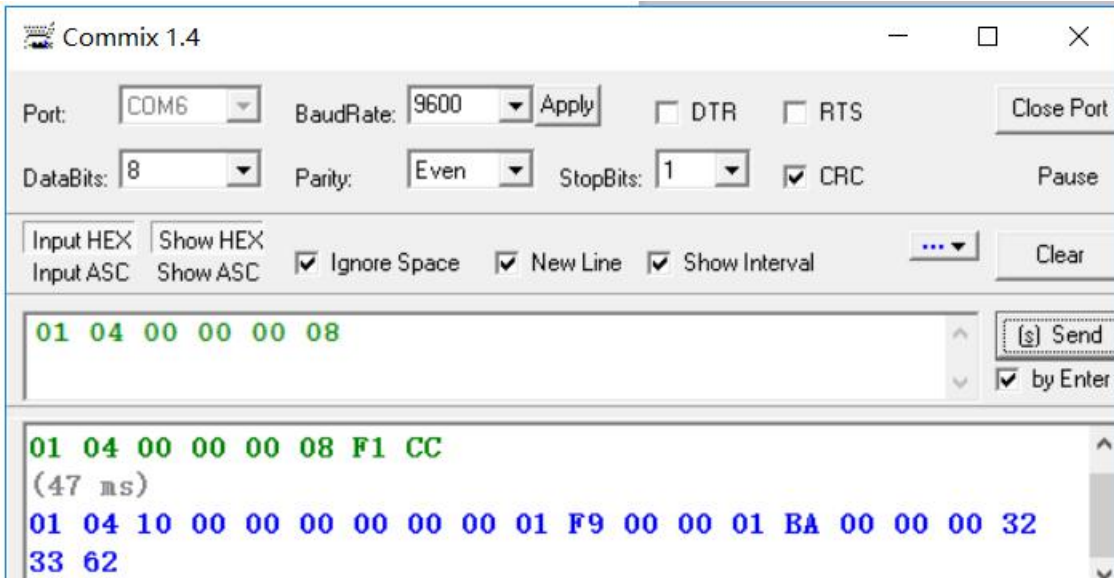 Commix 1.4
Port: COM6 BaudRate: 9600 Apply DTR RTS Close Port
DataBits: 8 Parity: Even StopBits: 1 CRC Pause
Input HEX Show HEX
Input ASC Show ASC Ignore Space New Line Show Interval ... Clear
01 04 00 00 00 08 (s) Send
by Enter
01 04 00 00 00 08 F1 CC
(47 ms)
01 04 10 00 00 00 00 00 00 01 F9 00 00 01 BA 00 00 00 32
33 62